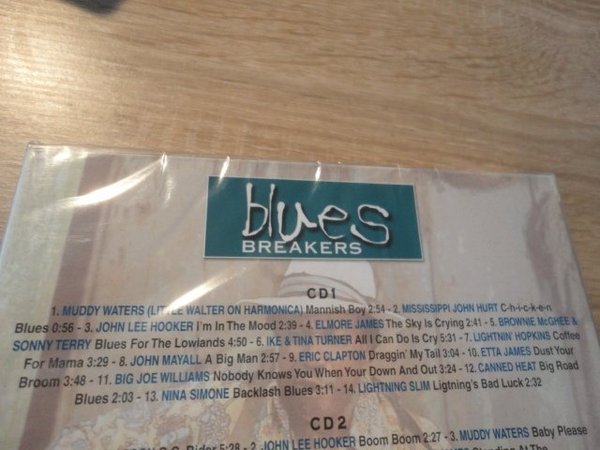 blues
BREAKERS
CD1
1. MUDDY WATERS (LITTLE WALTER ON HARMONICA) Mannish Boy 2:54 - 2. MISSISSIPPI JOHN HURT C-h-i-c-k-e-n
Blues 0:56 - 3. JOHN LEE HOOKER I'm In The Mood 2:39 - 4. ELMORE JAMES The Sky Is Crying 2:41 - 5. BROWNIE McGHEE &
SONNY TERRY Blues For The Lowlands 4:50 - 6. IKE & TINA TURNER All I Can Do Is Cry 5:31 - 7. LIGHTNIN' HOPKINS Coffee
For Mama 3:29 - 8. JOHN MAYALL A Big Man 2:57 - 9. ERIC CLAPTON Draggin' My Tail 3:04 - 10. ETTA JAMES Dust Your
Broom 3:48 - 11. BIG JOE WILLIAMS Nobody Knows You When Your Down And Out 3:24 - 12. CANNED HEAT Big Road
Blues 2:03 - 13. NINA SIMONE Backlash Blues 3:11 - 14. LIGHTNING SLIM Ligtning's Bad Luck 2:32
CD2
Rider 5:28 - 2. JOHN LEE HOOKER Boom Boom 2:27 - 3. MUDDY WATERS Baby Please
At The